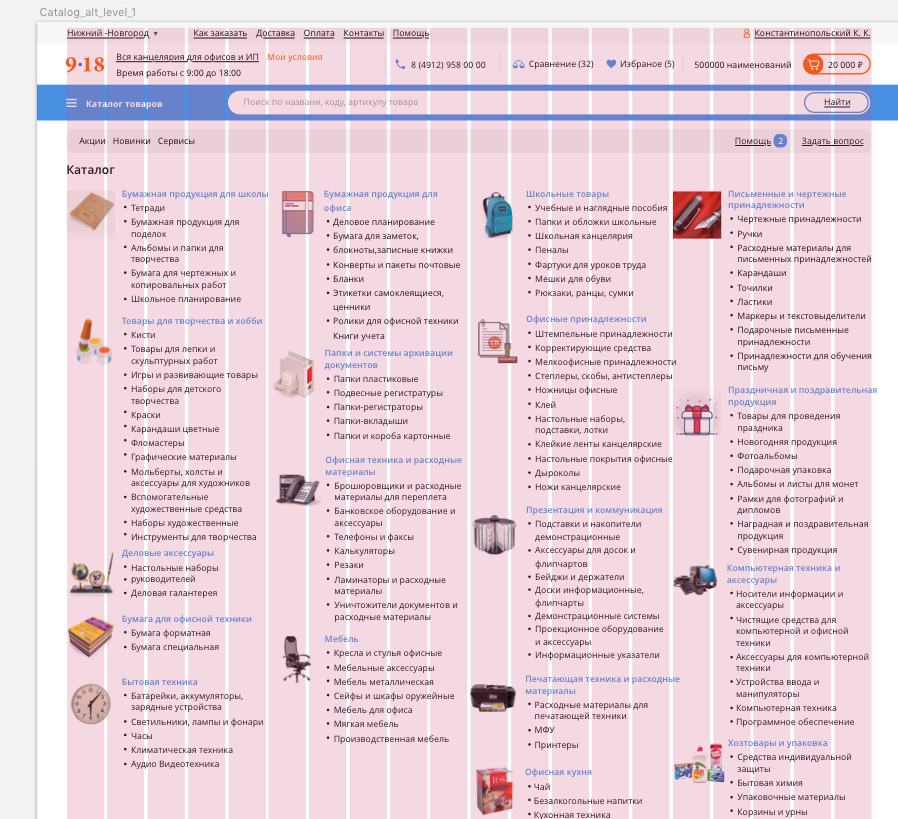 Catalog_alt_level_1
Нижний -Новгород ▼ Как заказать Доставка Оплата Контакты Помощь Константинопольский К. К.
9·18 Вся канцелярия для офисов и ИП Мои условия
Время работы с 9:00 до 18:00
8 (4912) 958 00 00 Сравнение (32) Избраное (5) 500000 наименований 20 000 ₽
Каталог товаров Поиск по названи, коду, артикулу товара Найти
Акции Новинки Сервисы Помощь 2 Задать вопрос
Каталог
Бумажная продукция для школы
• Тетради
• Бумажная продукция для
поделок
• Альбомы и папки для
творчества
• Бумага для чертежных и
копировальных работ
• Школьное планирование
Товары для творчества и хобби
• Кисти
• Товары для лепки и
скульптурных работ
• Игры и развивающие товары
• Наборы для детского
творчества
• Краски
• Карандаши цветные
• Фломастеры
• Графические материалы
• Мольберты, холсты и
аксессуары для художников
• Вспомогательные
художественные средства
• Наборы художественные
• Инструменты для творчества
Деловые аксессуары
• Настольные наборы
• руководителей
• Деловая галантерея
Бумага для офисной техники
• Бумага форматная
• Бумага специальная
Бытовая техника
• Батарейки, аккумуляторы,
зарядные устройства
• Светильники, лампы и фонари
• Часы
• Климатическая техника
• Аудио Видеотехника
Бумажная продукция для
офиса
• Деловое планирование
• Бумага для заметок,
• блокноты,записные книжки
• Конверты и пакеты почтовые
• Бланки
• Этикетки самоклеящиеся,
ценники
• Ролики для офисной техники
Книги учета
Папки и системы архивации
документов
• Папки пластиковые
• Подвесные регистратуры
• Папки-регистраторы
• Папки-вкладыши
• Папки и короба картонные
Офисная техника и расходные
материалы
• Брошюровщики и расходные
материалы для переплета
• Банковское оборудование и
аксессуары
• Телефоны и факсы
• Калькуляторы
• Резаки
• Ламинаторы и расходные
материалы
• Уничтожители документов и
расходные материалы
Мебель
• Кресла и стулья офисные
• Мебельные аксессуары
• Мебель металлическая
• Сейфы и шкафы оружейные
• Мебель для офиса
• Мягкая мебель
• Производственная мебель
Школьные товары
• Учебные и наглядные пособия
• Папки и обложки школьные
• Школьная канцелярия
• Пеналы
• Фартуки для уроков труда
• Мешки для обуви
• Рюкзаки, ранцы, сумки
Офисные принадлежности
• Штемпельные принадлежности
• Корректирующие средства
• Мелкоофисные принадлежности
• Степлеры, скобы, антистеплеры
• Ножницы офисные
• Клей
• Настольные наборы,
подставки, лотки
• Клейкие ленты канцелярские
• Настольные покрытия офисные
• Дыроколы
• Ножи канцелярские
Презентация и коммуникация
• Подставки и накопители
демонстрационные
• Аксессуары для досок и
флипчартов
• Бейджи и держатели
• Доски информационные,
флипчарты
• Демонстрационные системы
• Проекционное оборудование
и аксессуары
• Информационные указатели
Печатающая техника и расходные
материалы
• Расходные материалы для
печатающей техники
• МФУ
• Принтеры
Офисная кухня
• Чай
• Безалкогольные напитки
• Кухонная техника
Письменные и чертежные
принадлежности
• Чертежные принадлежности
• Ручки
• Расходные материалы для
письменных принадлежностей
• Карандаши
• Точилки
• Ластики
• Маркеры и текстовыделители
• Подарочные письменные
принадлежности
• Принадлежности для обучения
письму
Праздничная и поздравительная
продукция
• Товары для проведения
праздника
• Новогодняя продукция
• Фотоальбомы
• Подарочная упаковка
• Альбомы и листы для монет
• Рамки для фотографий и
дипломов
• Наградная и поздравительная
продукция
• Сувенирная продукция
Компьютерная техника и
аксессуары
• Носители информации и
аксессуары
• Чистящие средства для
компьютерной и офисной
техники
• Аксессуары для компьютерной
техники
• Устройства ввода и
манипуляторы
• Компьютерная техника
• Программное обеспечение
Хозтовары и упаковка
• Средства индивидуальной
защиты
• Бытовая химия
• Упаковочные материалы
• Корзины и урны